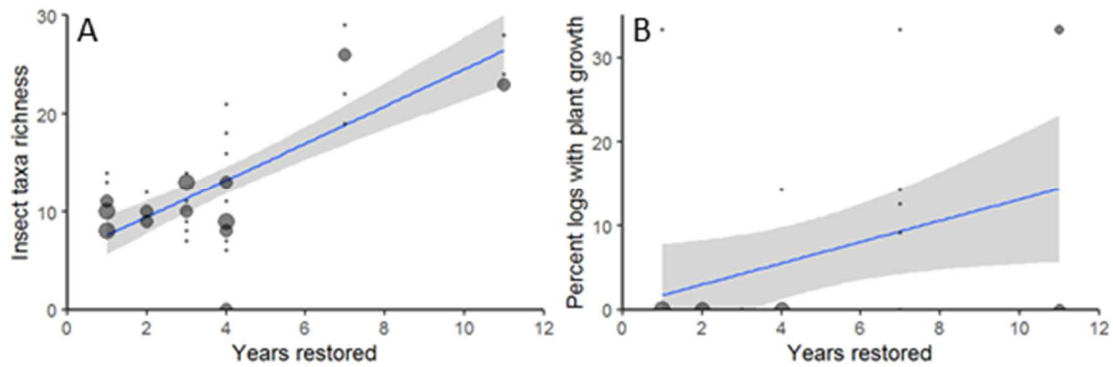 A
Insect taxa richness
30
20
10
0
0 2 4 6 8 10 12
Years restored
B
Percent logs with plant growth
30
20
10
0
0 2 4 6 8 10 12
Years restored